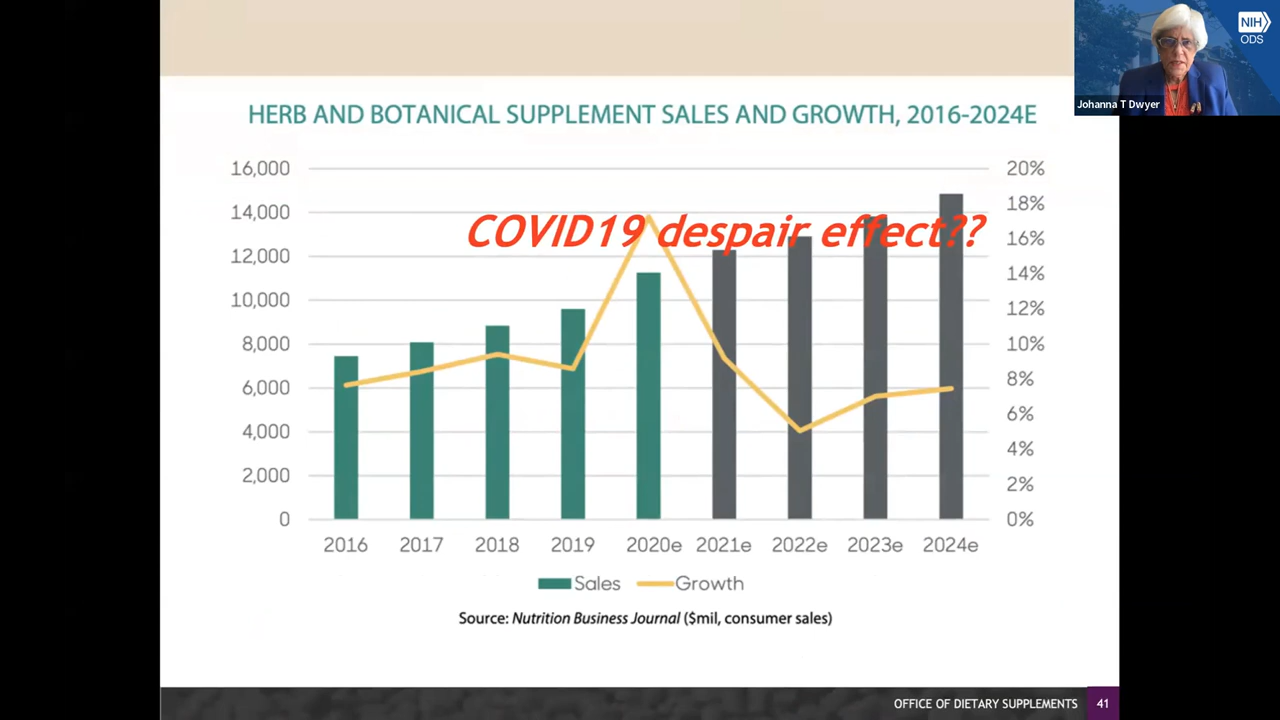 NIH
ODS
Johanna T Dwyer
HERB AND BOTANICAL SUPPLEMENT SALES AND GROWTH, 2016-2024E
COVID19 despair effect??
16,000
14,000
12,000
10,000
8,000
6,000
4,000
2,000
0
20%
18%
16%
14%
12%
10%
8%
6%
4%
2%
0%
2016 2017 2018 2019 2020e 2021e 2022e 2023e 2024e
Sales Growth
Source: Nutrition Business Journal ($mil, consumer sales)
OFFICE OF DIETARY SUPPLEMENTS 41